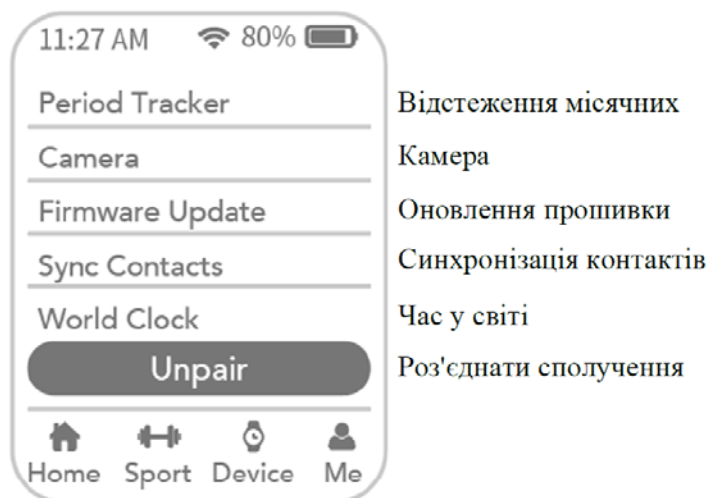 11:27 AM 80%
Period Tracker Відстеження місячних
Camera Камера
Firmware Update Оновлення прошивки
Sync Contacts Синхронізація контактів
World Clock Час у світі
Unpair Роз'єднати сполучення
Home Sport Device Me